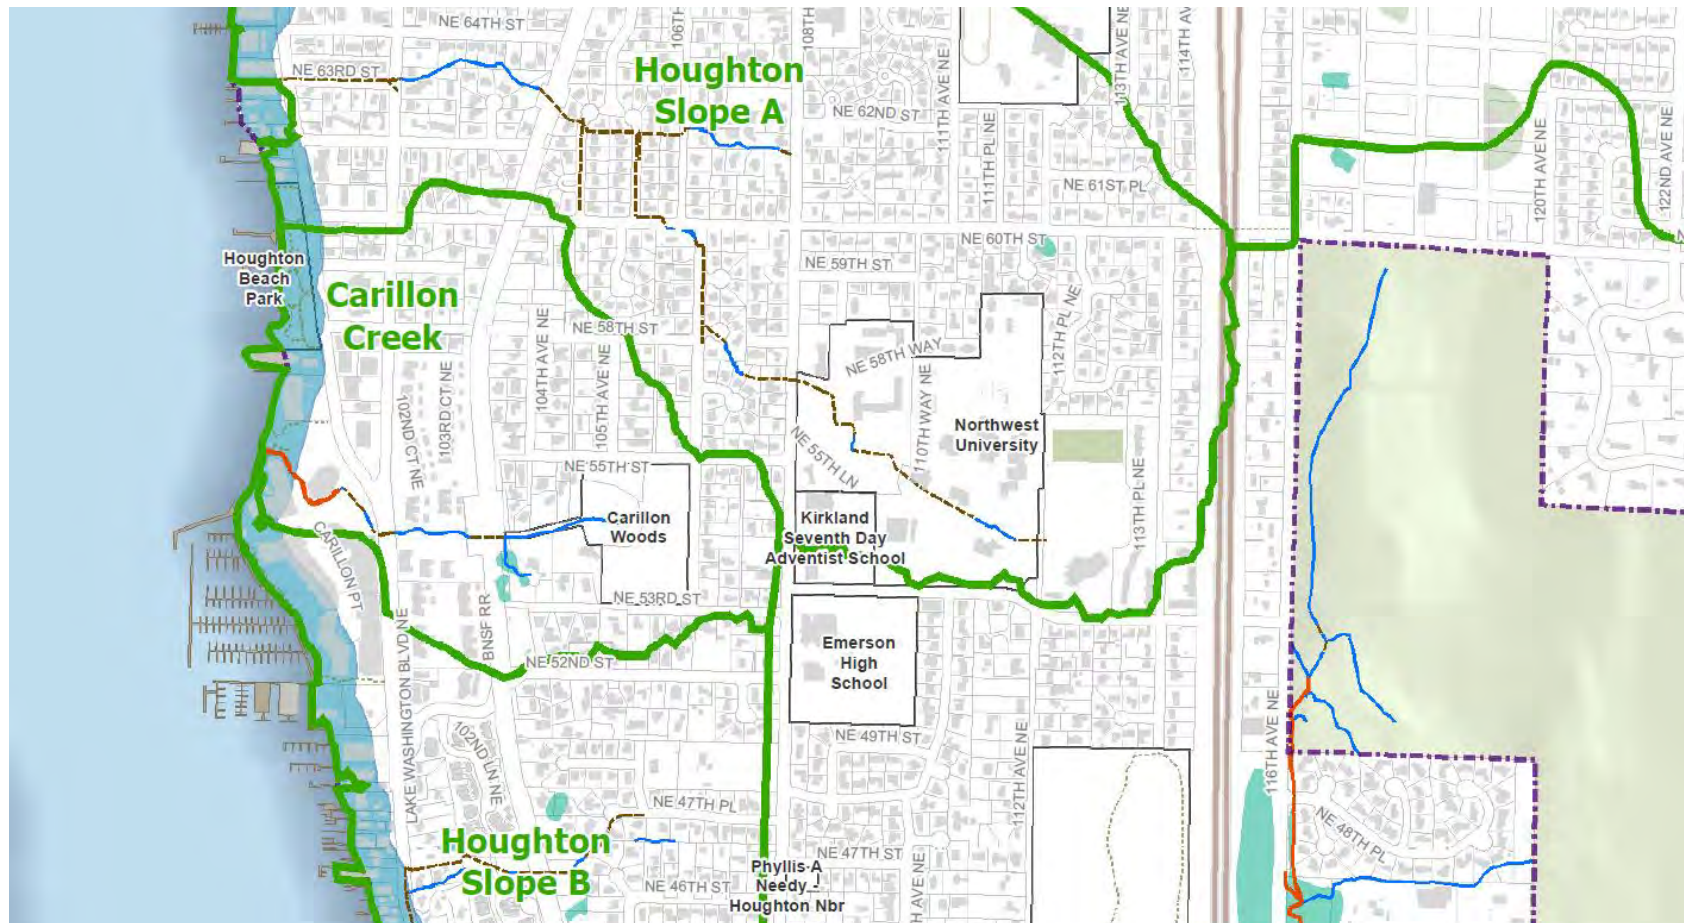 NE 64TH ST
106TH
108TH
113TH AVE NE
114TH AV
NE 63RD ST
Houghton
Slope A
NE 62ND ST
111TH AVE NE
111TH PL NE
NE 61ST PL
120TH AVE NE
122ND AVE NE
NE 60TH ST
NE 59TH ST
Houghton
Beach
Park
Carillon
Creek
NE 58TH ST
NE 58TH WAY
112TH PL NE
104TH AVE NE
105TH AVE NE
103RD CT NE
102ND CT NE
110TH WAY NE
Northwest
University
NE 55TH LN
NE 55TH ST
113TH PL NE
Carillon
Woods
Kirkland
Seventh Day
Adventist School
CARILLON PT
NE 53RD ST
BNSF RR
LAKE WASHINGTON BLVD NE
NE 52ND ST
Emerson
High
School
116TH AVE NE
102ND LN NE
NE 49TH ST
112TH AVE NE
NE 47TH PL
NE 48TH PL
Houghton
Slope B
NE 47TH ST
NE 46TH ST
Phyllis A
Needy -
Houghton Nbr
H AVE NE